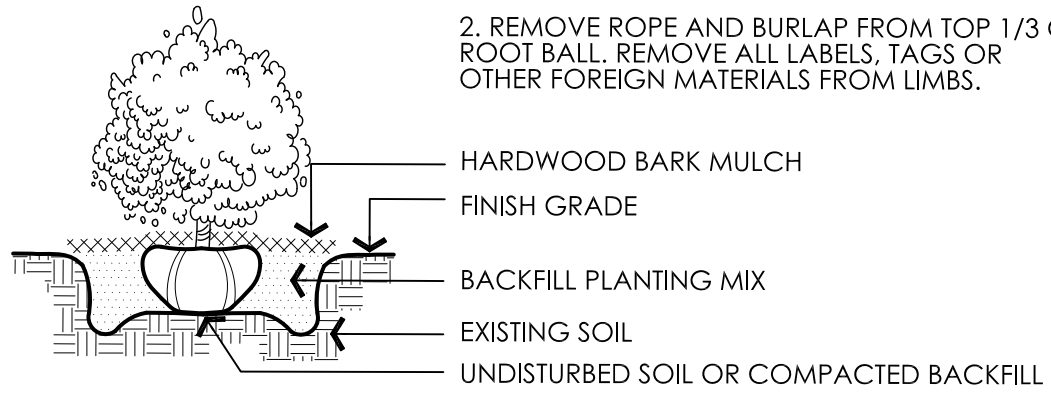 2. REMOVE ROPE AND BURLAP FROM TOP 1/3
ROOT BALL. REMOVE ALL LABELS, TAGS OR
OTHER FOREIGN MATERIALS FROM LIMBS.
HARDWOOD BARK MULCH
FINISH GRADE
BACKFILL PLANTING MIX
EXISTING SOIL
UNDISTURBED SOIL OR COMPACTED BACKFILL